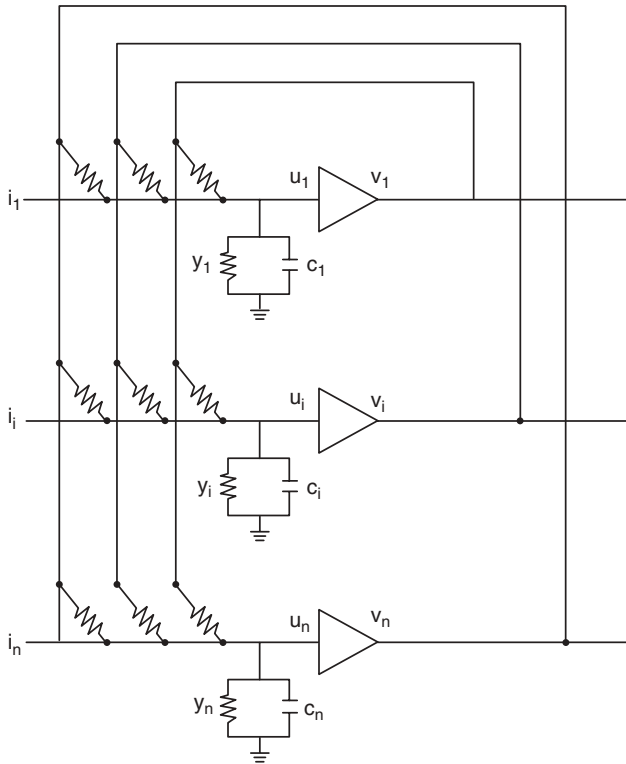 u₁ v₁
i₁
y₁ c₁
uᵢ vᵢ
iᵢ
yᵢ cᵢ
uₙ vₙ
iₙ
yₙ cₙ